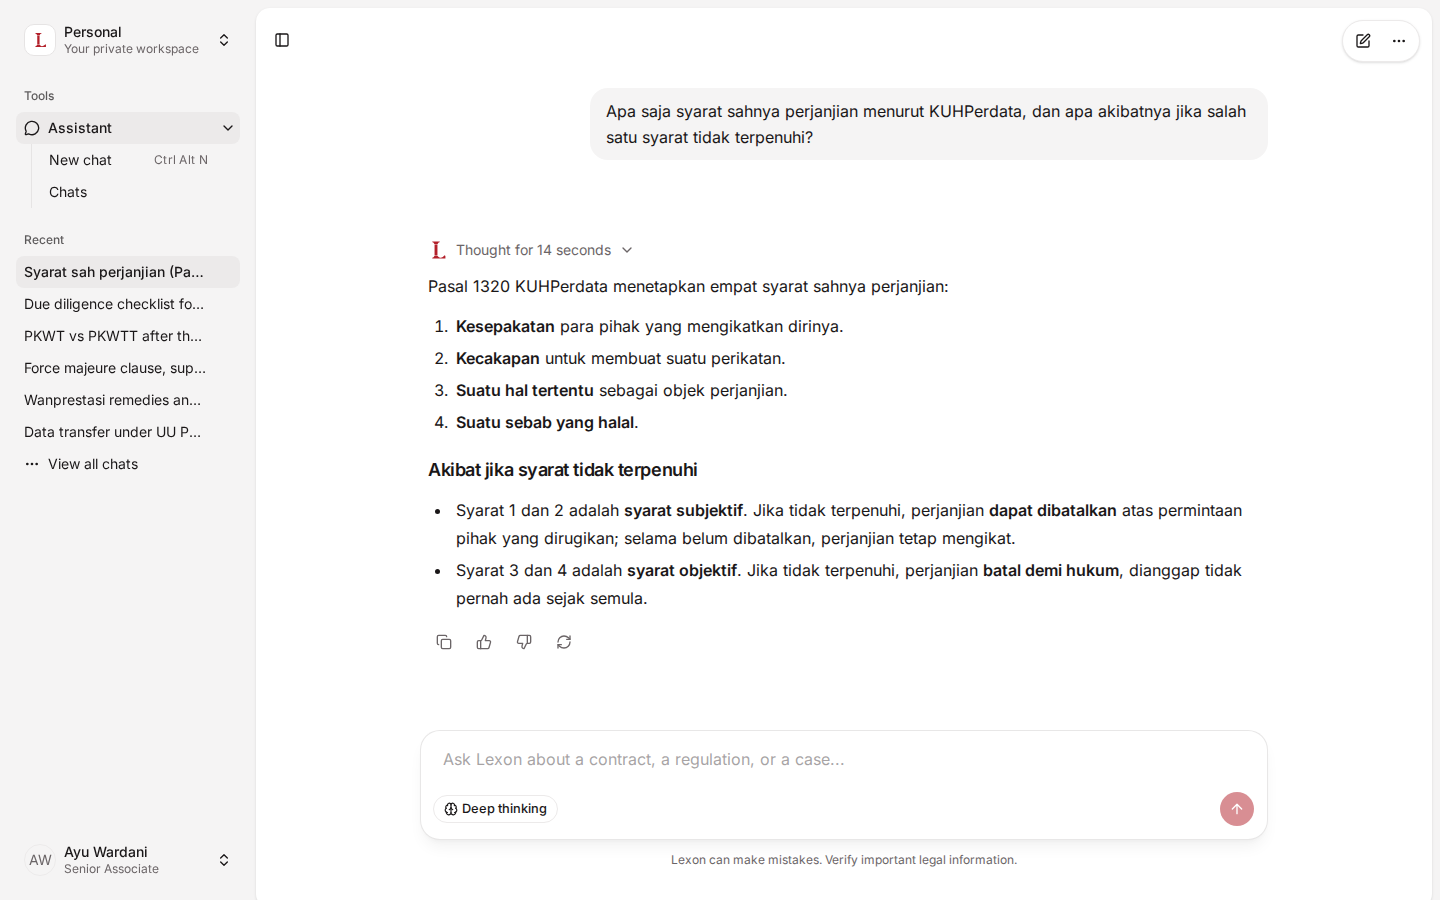 L
Personal
Your private workspace
Tools
Assistant
New chat Ctrl Alt N
Chats
Recent
Syarat sah perjanjian (Pa...
Due diligence checklist fo...
PKWT vs PKWTT after th...
Force majeure clause, sup...
Wanprestasi remedies an...
Data transfer under UU P...
View all chats
AW
Ayu Wardani
Senior Associate
Apa saja syarat sahnya perjanjian menurut KUHPerdata, dan apa akibatnya jika salah
satu syarat tidak terpenuhi?
L Thought for 14 seconds
Pasal 1320 KUHPerdata menetapkan empat syarat sahnya perjanjian:
1. Kesepakatan para pihak yang mengikatkan dirinya.
2. Kecakapan untuk membuat suatu perikatan.
3. Suatu hal tertentu sebagai objek perjanjian.
4. Suatu sebab yang halal.
Akibat jika syarat tidak terpenuhi
• Syarat 1 dan 2 adalah syarat subjektif. Jika tidak terpenuhi, perjanjian dapat dibatalkan atas permintaan
pihak yang dirugikan; selama belum dibatalkan, perjanjian tetap mengikat.
• Syarat 3 dan 4 adalah syarat objektif. Jika tidak terpenuhi, perjanjian batal demi hukum, dianggap tidak
pernah ada sejak semula.
Ask Lexon about a contract, a regulation, or a case...
Deep thinking
Lexon can make mistakes. Verify important legal information.